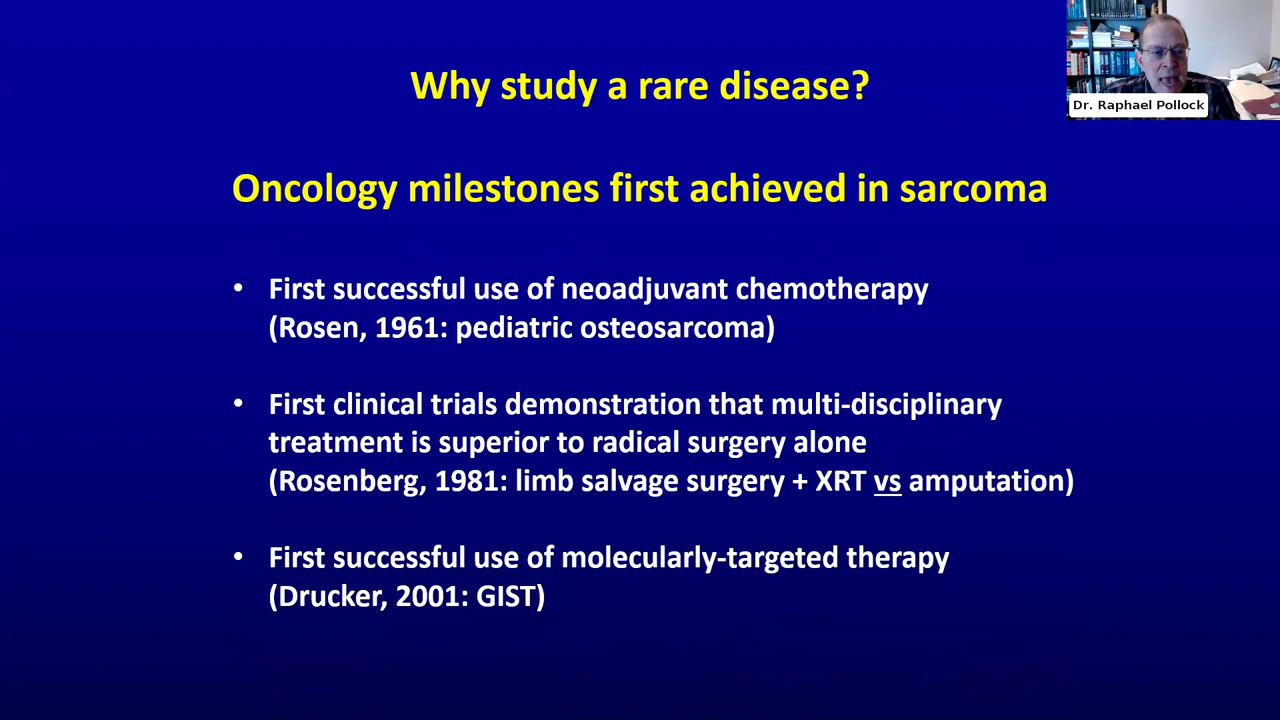 Dr. Raphael Pollock
Why study a rare disease?
Oncology milestones first achieved in sarcoma
• First successful use of neoadjuvant chemotherapy
(Rosen, 1961: pediatric osteosarcoma)
• First clinical trials demonstration that multi-disciplinary
treatment is superior to radical surgery alone
(Rosenberg, 1981: limb salvage surgery + XRT vs amputation)
• First successful use of molecularly-targeted therapy
(Drucker, 2001: GIST)